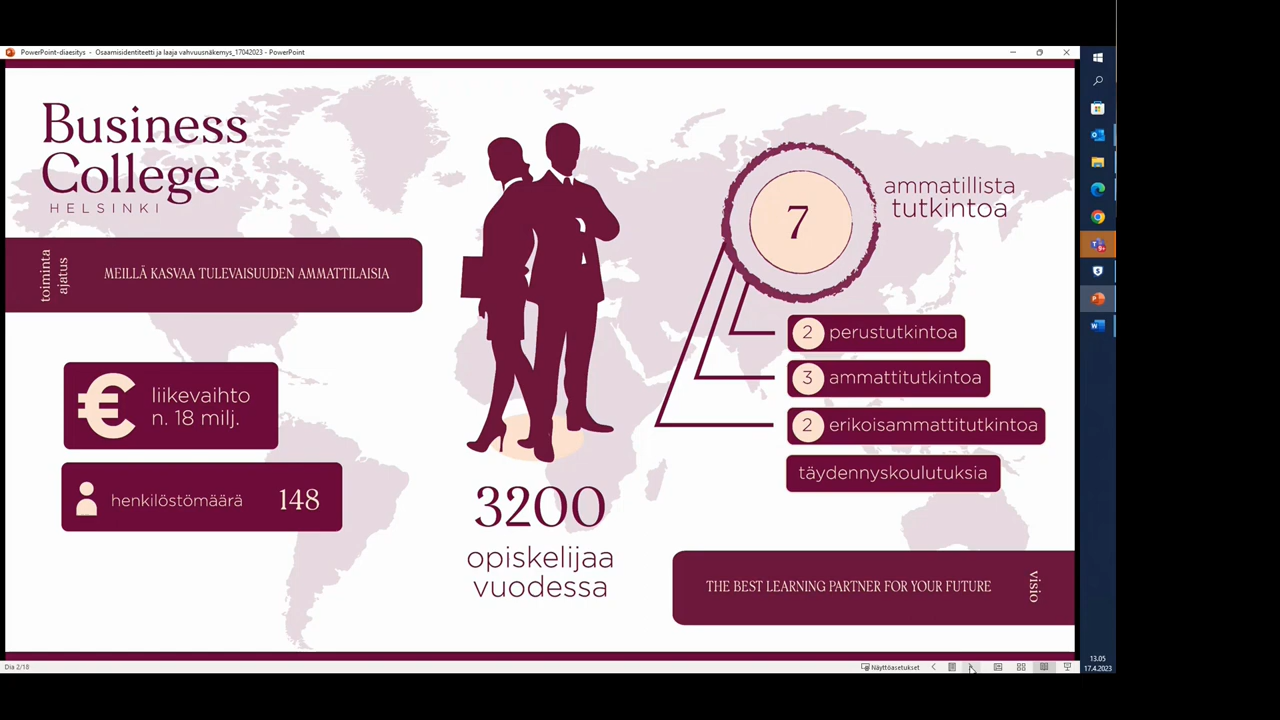 PowerPoint-diaesitys - Osaamisidentiteetti ja laaja vahvuusnäkemys_17042023 - PowerPoint
Business
College
HELSINKI
toiminta
ajatus
MEILLÄ KASVAA TULEVAISUUDEN AMMATTILAISIA
€
liikevaihto
n. 18 milj.
henkilöstömäärä 148
3200
opiskelijaa
vuodessa
7
ammatillista
tutkintoa
2 perustutkintoa
3 ammattitutkintoa
2 erikoisammattitutkintoa
täydennyskoulutuksia
THE BEST LEARNING PARTNER FOR YOUR FUTURE
visio
Dia 2/18
Näyttöasetukset
13.05
17.4.2023